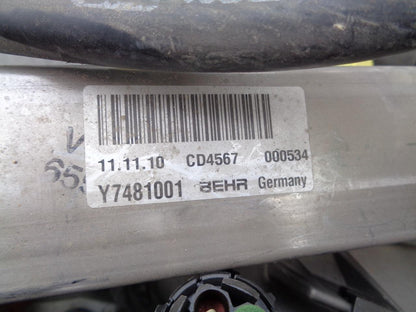 11.11.10 CD4567 000534
Y7481001 BEHR Germany